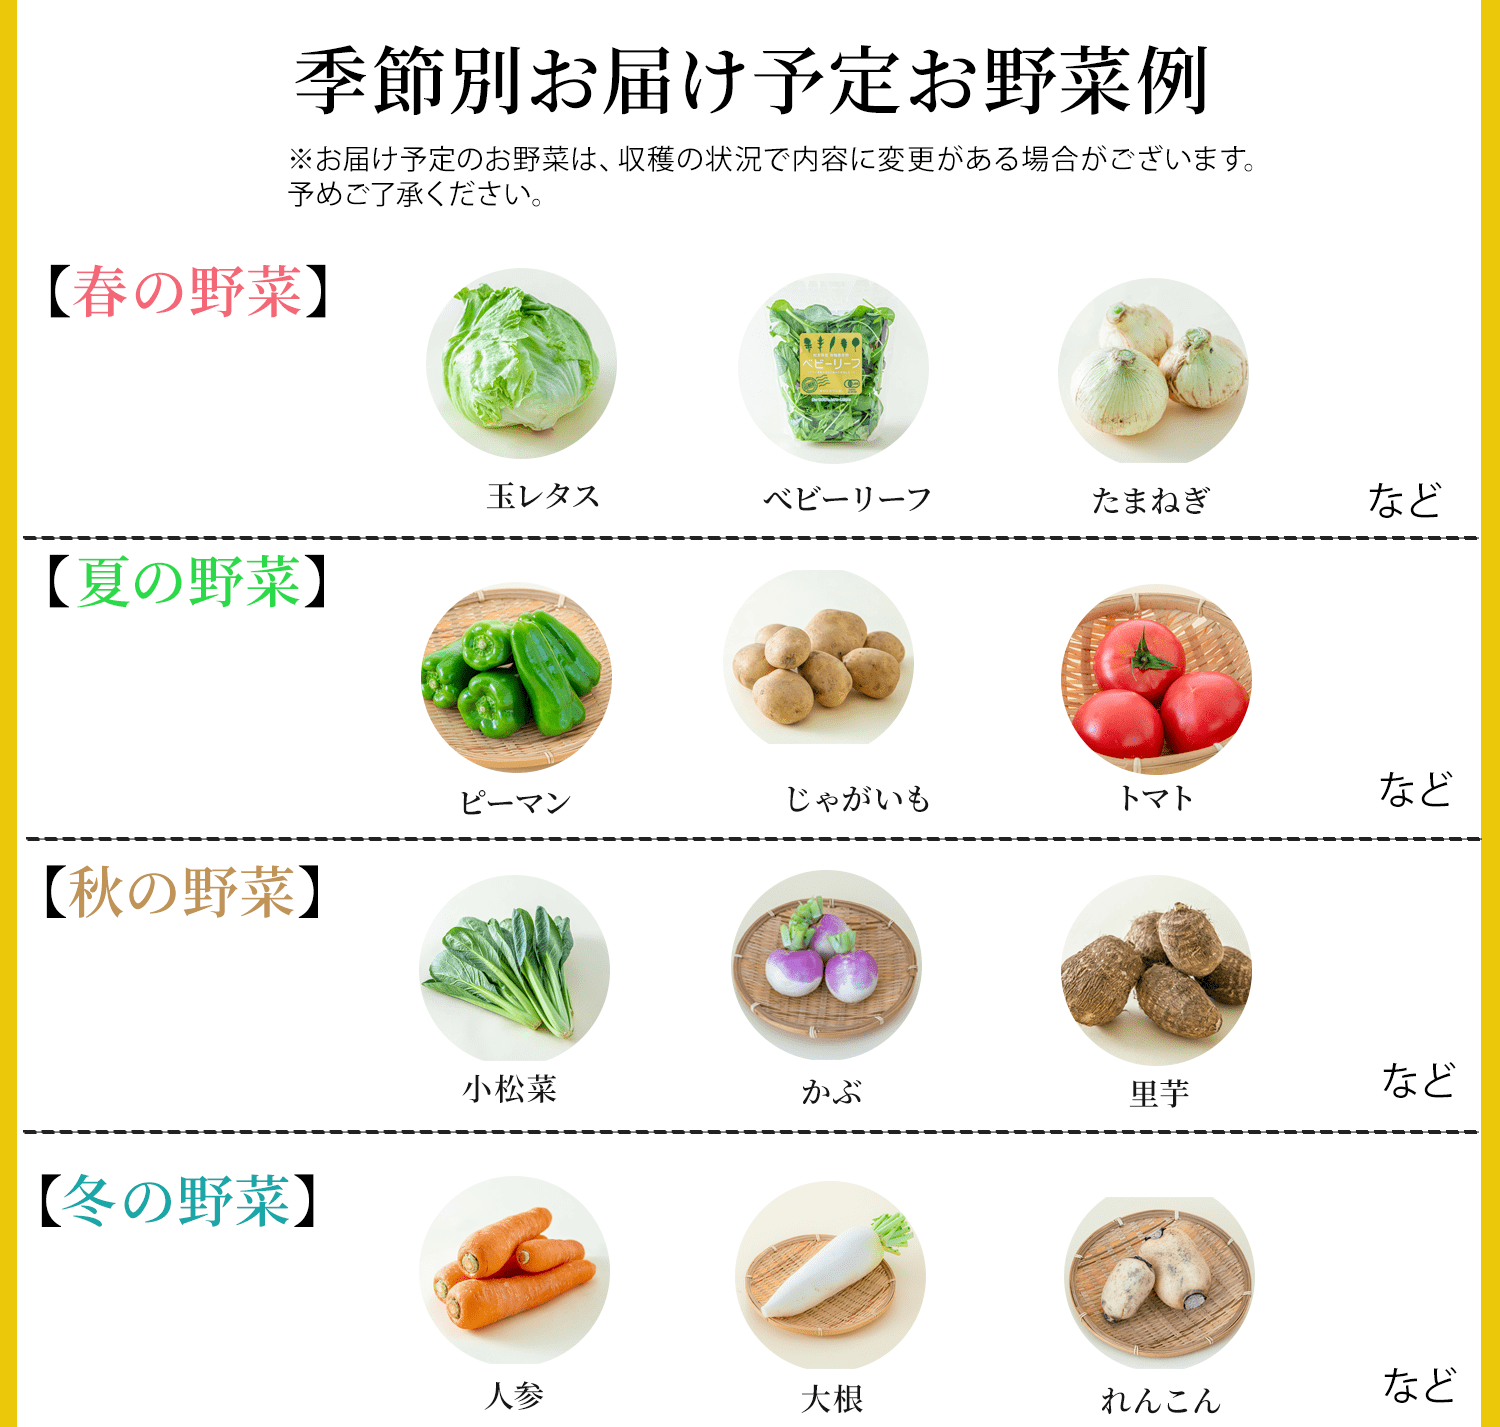 季節別お届け予定お野菜例
※お届け予定のお野菜は、収穫の状況で内容に変更がある場合がございます。
予めご了承ください。
【春の野菜】
ベビーリーフ
玉レタス
ベビーリーフ
たまねぎ
など
【夏の野菜】
ピーマン
じゃがいも
トマト
など
【秋の野菜】
小松菜
かぶ
里芋
など
【冬の野菜】
人参
大根
れんこん
など